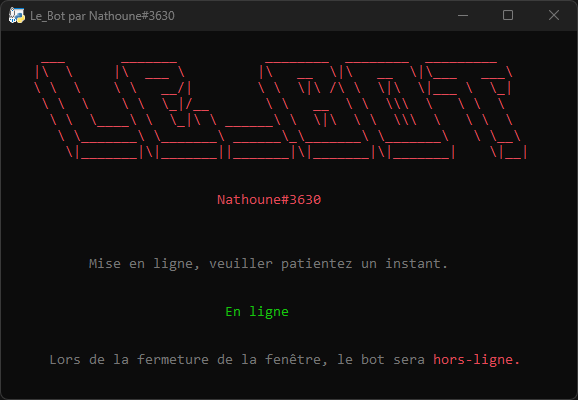 Le_Bot par Nathoune#3630
Le_Bot
Nathoune#3630
Mise en ligne, veuiller patientez un instant.
En ligne
Lors de la fermeture de la fenêtre, le bot sera hors-ligne.